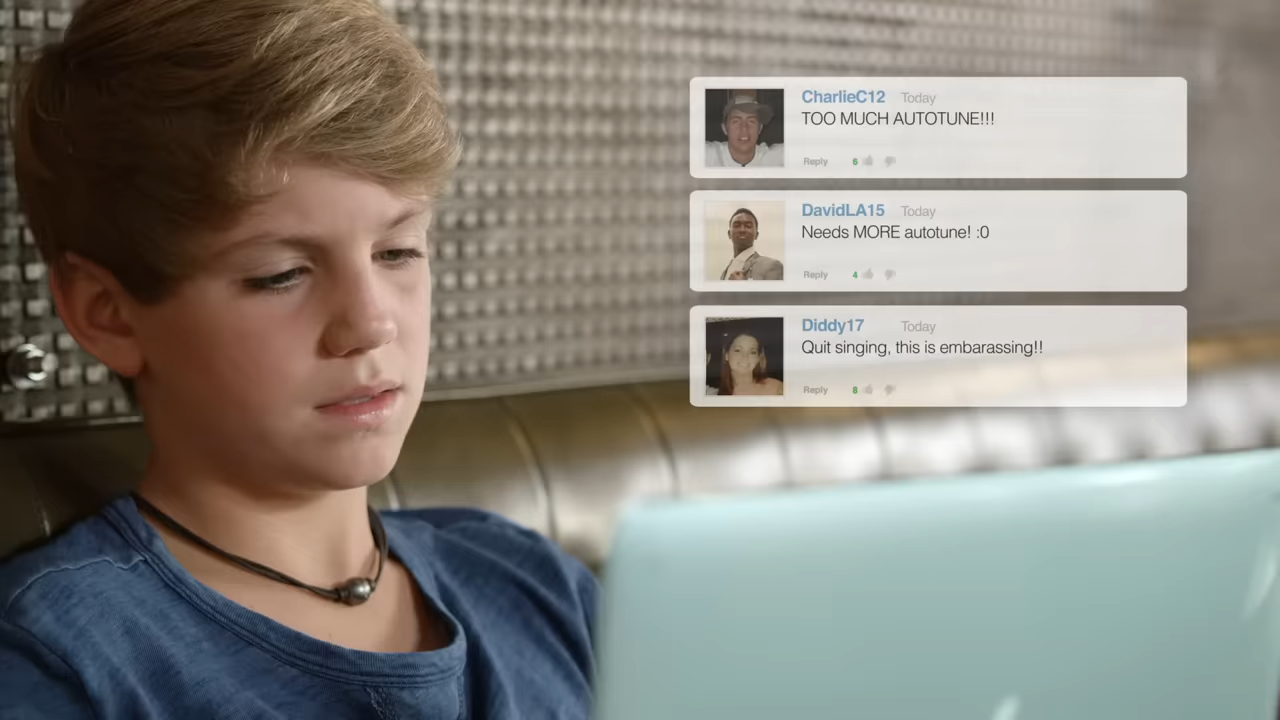 CharlieC12 Today
TOO MUCH AUTOTUNE!!!
Reply 6
DavidLA15 Today
Needs MORE autotune! :0
Reply 4
Diddy17 Today
Quit singing, this is embarassing!!
Reply 8